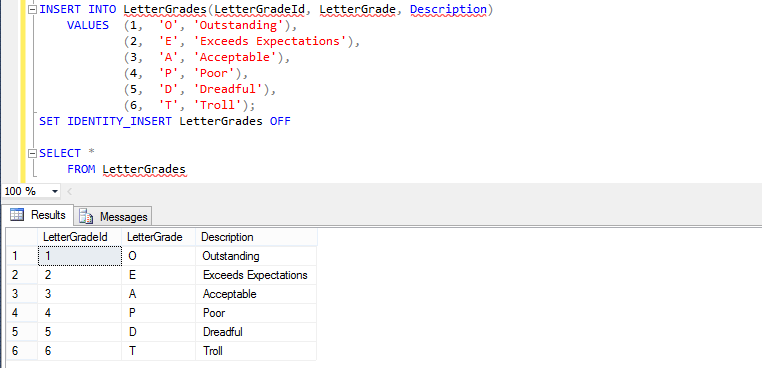 INSERT INTO LetterGrades(LetterGradeId, LetterGrade, Description)
VALUES (1, 'O', 'Outstanding'),
(2, 'E', 'Exceeds Expectations'),
(3, 'A', 'Acceptable'),
(4, 'P', 'Poor'),
(5, 'D', 'Dreadful'),
(6, 'T', 'Troll');
SET IDENTITY_INSERT LetterGrades OFF
SELECT *
FROM LetterGrades
100 %
Results Messages
LetterGradeId LetterGrade Description
1 1 O Outstanding
2 2 E Exceeds Expectations
3 3 A Acceptable
4 4 P Poor
5 5 D Dreadful
6 6 T Troll